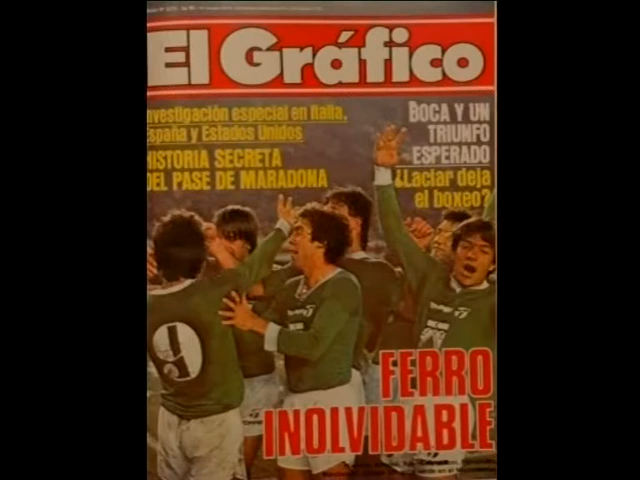 El Gráfico
Investigación especial en Italia,
España y Estados Unidos
HISTORIA SECRETA
DEL PASE DE MARADONA
BOCA Y UN
TRIUNFO
ESPERADO
¿Laciar deja
el boxeo?
9
FERRO
INOLVIDABLE